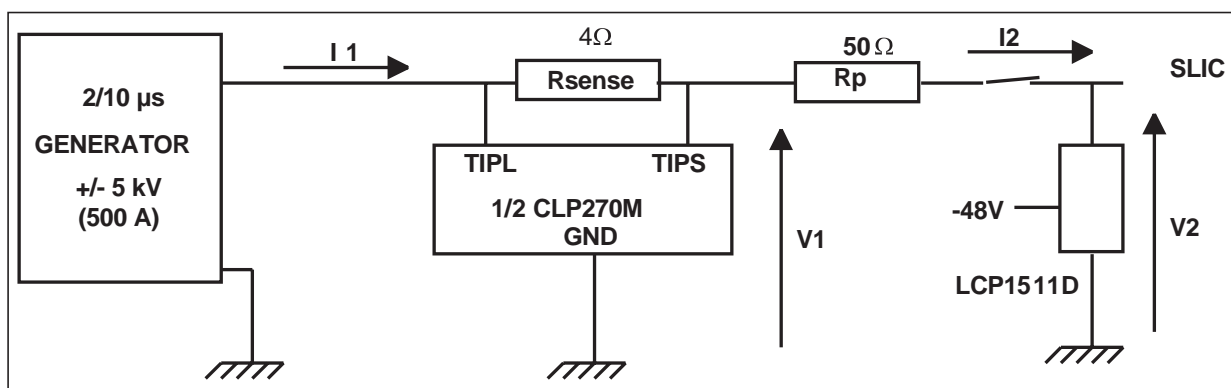 2/10 µs
GENERATOR
+/- 5 kV
(500 A)
I 1
4Ω
Rsense
TIPL TIPS
1/2 CLP270M
GND
V1
50 Ω
Rp
I2
SLIC
-48V
V2
LCP1511D